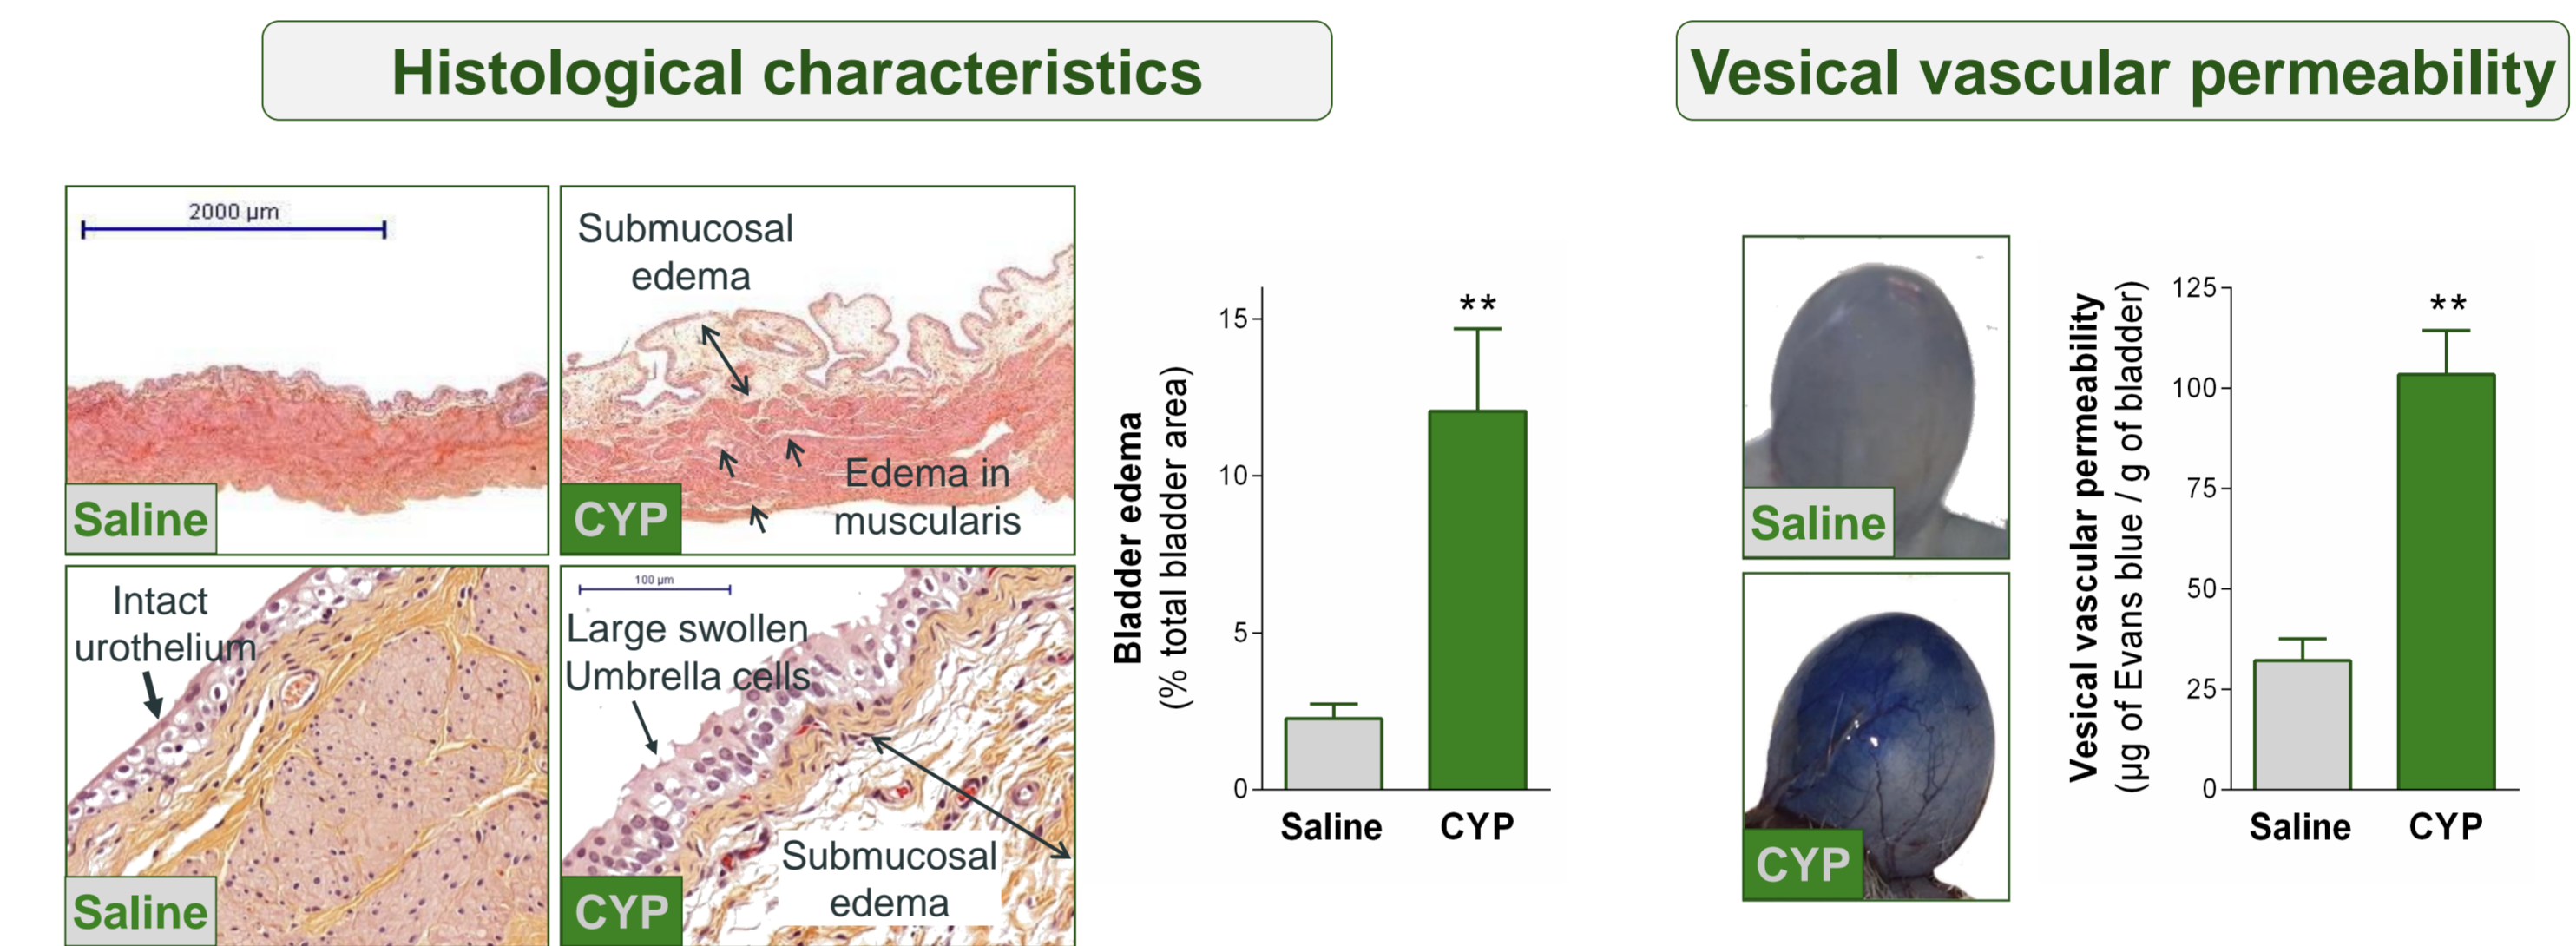 Histological characteristics
Vesical vascular permeability
2000 µm
Saline
Submucosal
edema
Edema in
muscularis
CYP
Intact
urothelium
Saline
100 µm
Large swollen
Umbrella cells
Submucosal
edema
CYP
Bladder edema
(% total bladder area)
15
10
5
0
**
Saline CYP
Saline
CYP
Vesical vascular permeability
(µg of Evans blue / g of bladder)
125
100
75
50
25
0
**
Saline CYP